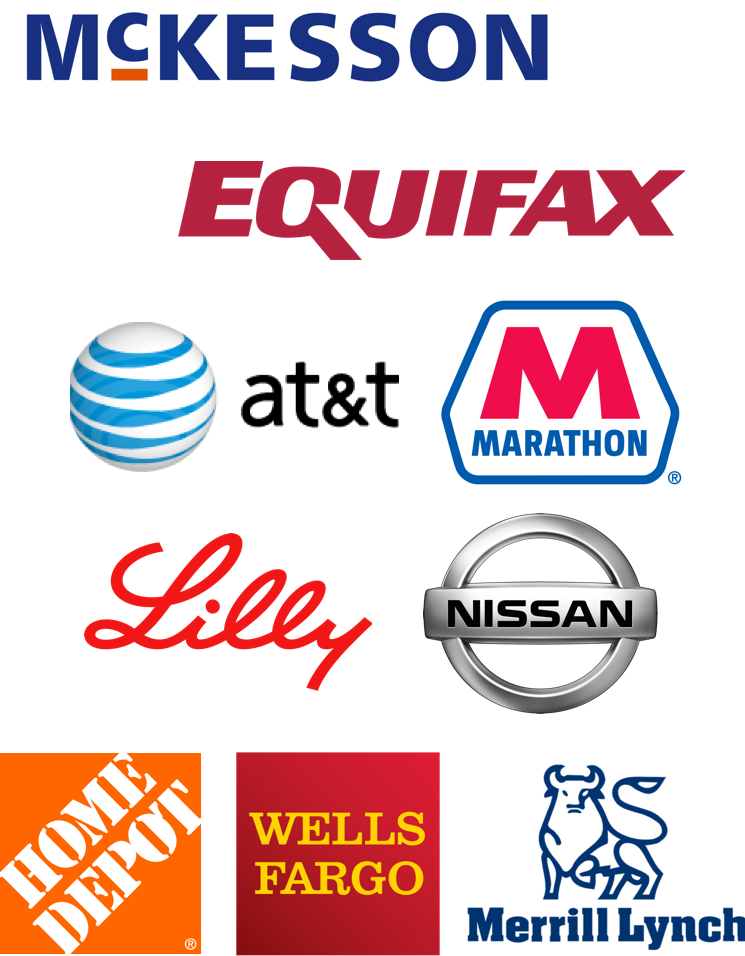 McKESSON
EQUIFAX
at&t
M
MARATHON
®
Lilly
NISSAN
HOME
DEPOT
®
WELLS
FARGO
Merrill Lynch